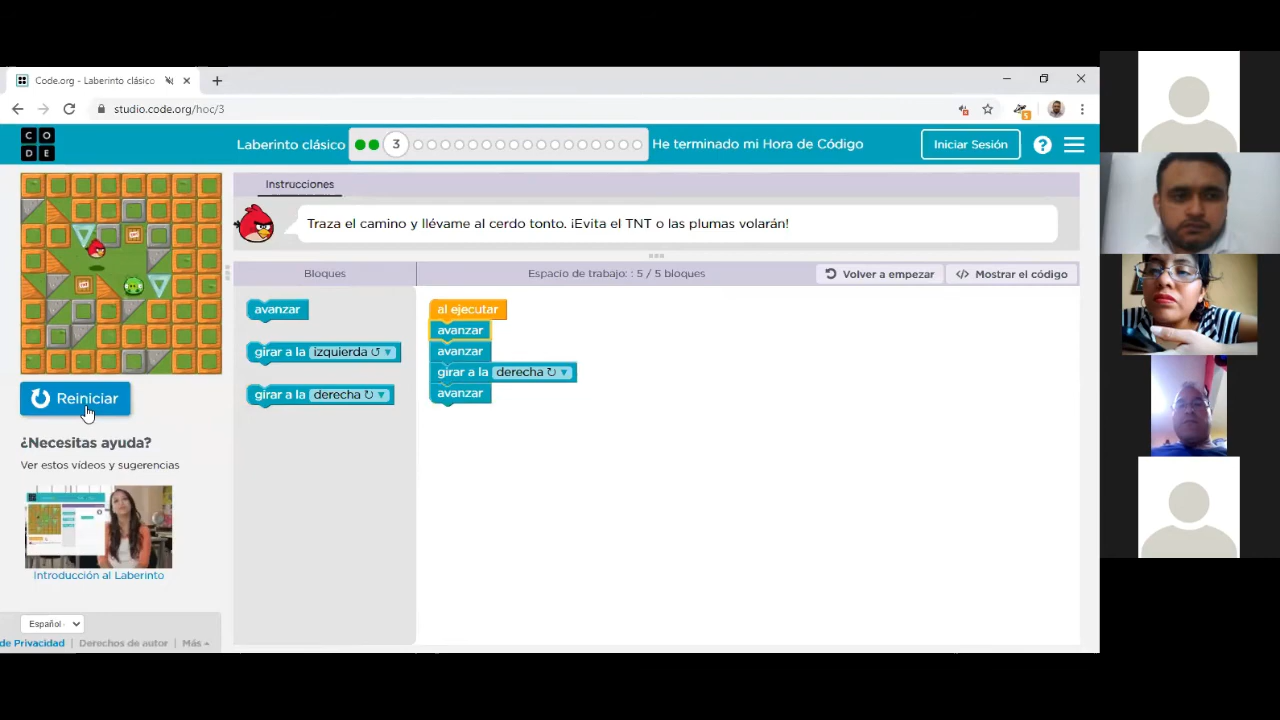 Code.org - Laberinto clásico
studio.code.org/hoc/3
C O
D E
Laberinto clásico
3
He terminado mi Hora de Código
Iniciar Sesión
?
Instrucciones
Traza el camino y llévame al cerdo tonto. ¡Evita el TNT o las plumas volarán!
Bloques
Espacio de trabajo: : 5 / 5 bloques
Volver a empezar
</> Mostrar el código
avanzar
girar a la izquierda ↺
girar a la derecha ↻
al ejecutar
avanzar
avanzar
girar a la derecha ↻
avanzar
Reiniciar
¿Necesitas ayuda?
Ver estos vídeos y sugerencias
Introducción al Laberinto
Español
de Privacidad | Derechos de autor | Más